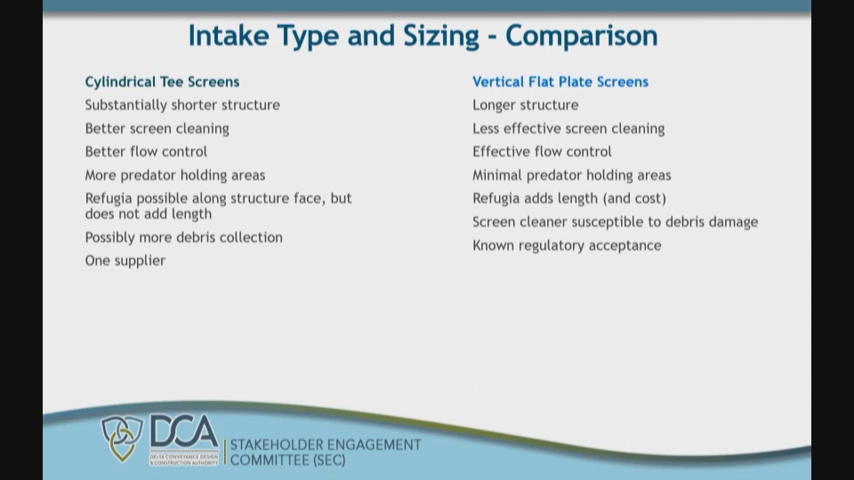 Intake Type and Sizing - Comparison
Cylindrical Tee Screens
Substantially shorter structure
Better screen cleaning
Better flow control
More predator holding areas
Refugia possible along structure face, but
does not add length
Possibly more debris collection
One supplier
Vertical Flat Plate Screens
Longer structure
Less effective screen cleaning
Effective flow control
Minimal predator holding areas
Refugia adds length (and cost)
Screen cleaner susceptible to debris damage
Known regulatory acceptance
DCA
DELTA CONVEYANCE DESIGN
& CONSTRUCTION AUTHORITY
STAKEHOLDER ENGAGEMENT
COMMITTEE (SEC)